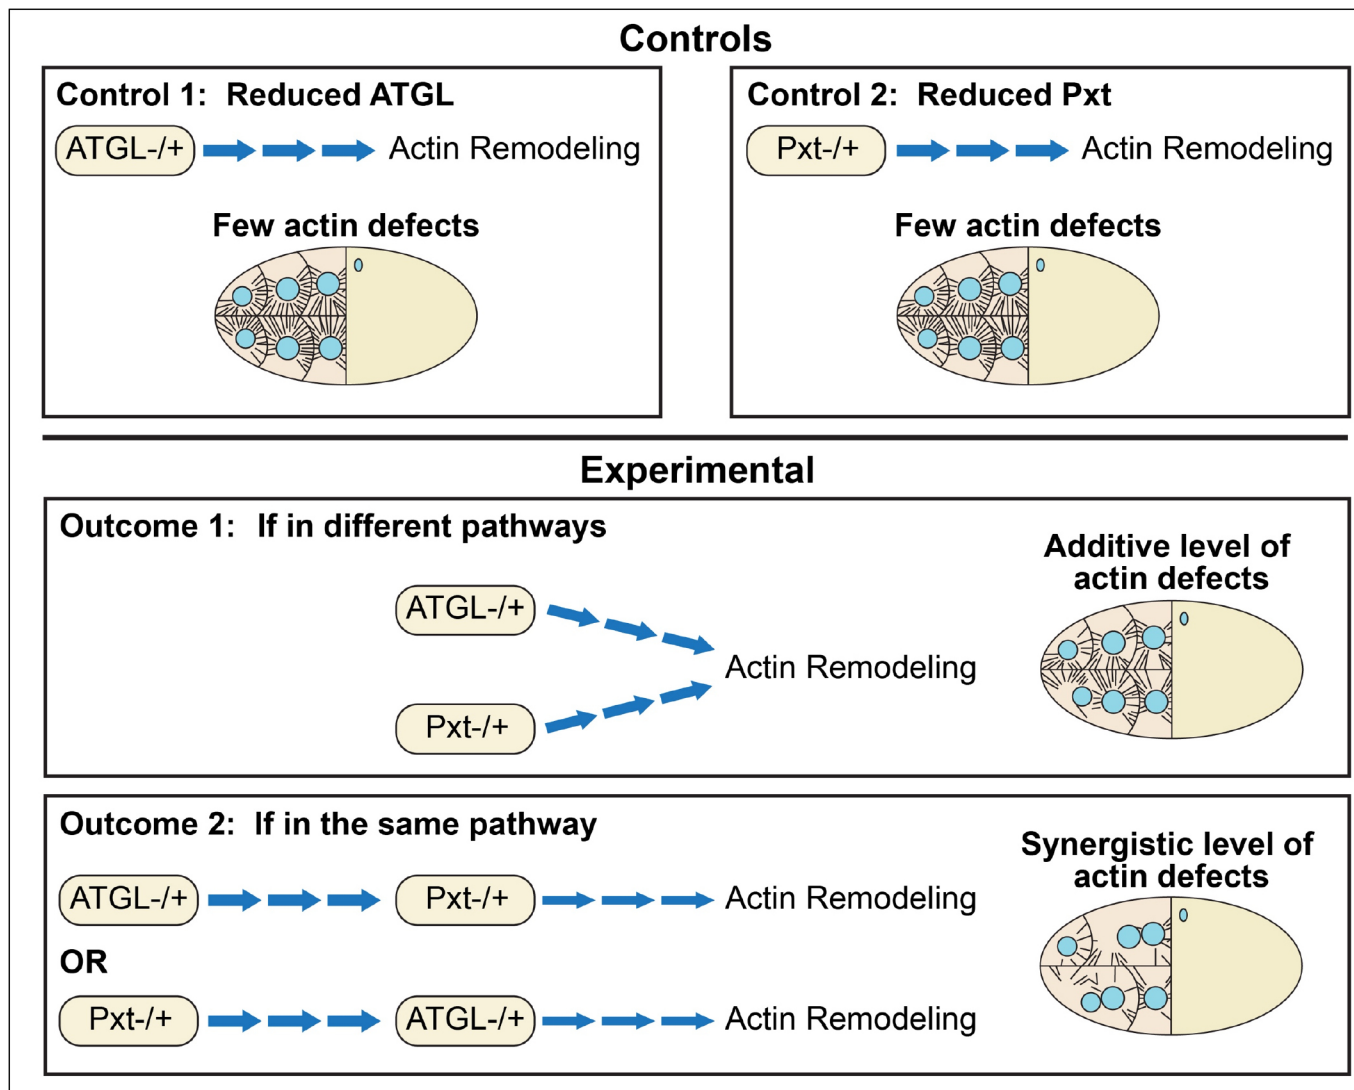 Controls
Control 1: Reduced ATGL
ATGL-/+
Actin Remodeling
Few actin defects
Control 2: Reduced Pxt
Pxt-/+
Actin Remodeling
Few actin defects
Experimental
Outcome 1: If in different pathways
ATGL-/+
Pxt-/+
Actin Remodeling
Additive level of
actin defects
Outcome 2: If in the same pathway
ATGL-/+
Pxt-/+
Actin Remodeling
OR
Pxt-/+
ATGL-/+
Actin Remodeling
Synergistic level of
actin defects